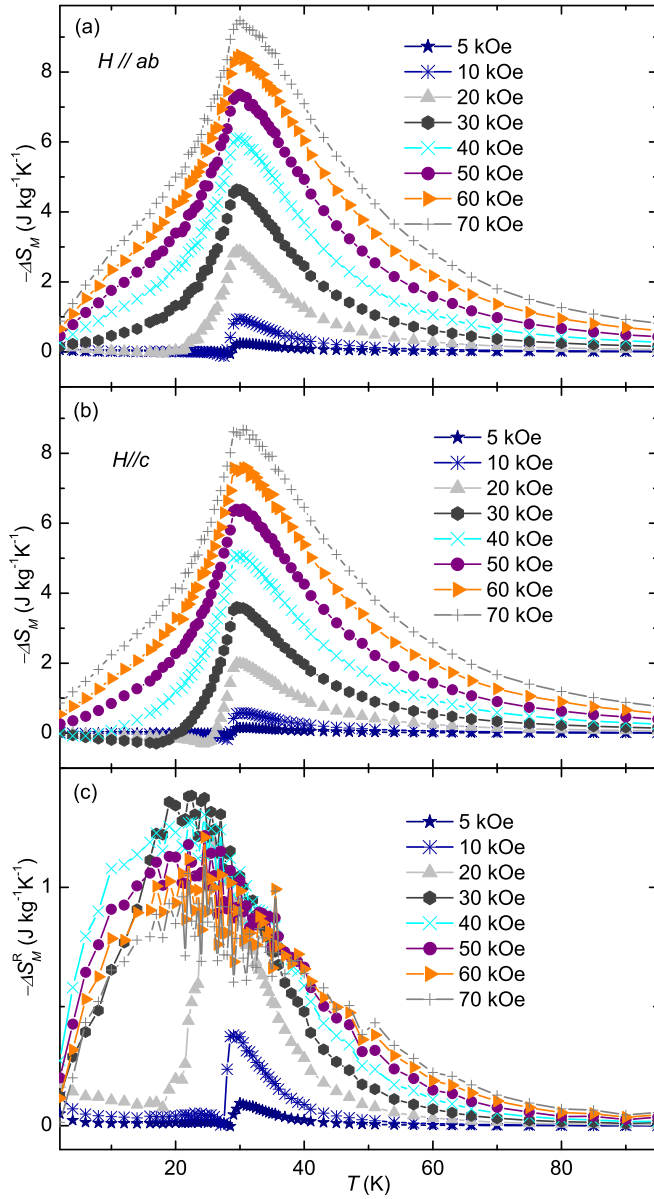 (a)
H // ab
5 kOe
10 kOe
20 kOe
30 kOe
40 kOe
50 kOe
60 kOe
70 kOe
8
6
4
2
0
-ΔS_M (J kg⁻¹K⁻¹)
(b)
H//c
5 kOe
10 kOe
20 kOe
30 kOe
40 kOe
50 kOe
60 kOe
70 kOe
8
6
4
2
0
-ΔS_M (J kg⁻¹K⁻¹)
(c)
5 kOe
10 kOe
20 kOe
30 kOe
40 kOe
50 kOe
60 kOe
70 kOe
1
0
-ΔS_M^R (J kg⁻¹K⁻¹)
20 40 60 80
T (K)